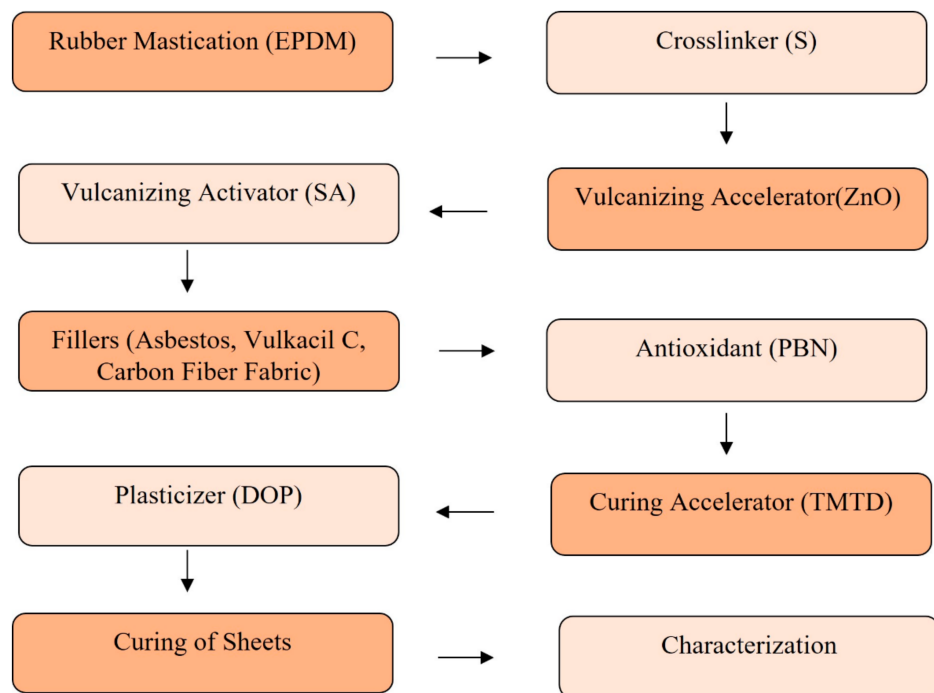 Rubber Mastication (EPDM)
Crosslinker (S)
Vulcanizing Activator (SA)
Vulcanizing Accelerator(ZnO)
Fillers (Asbestos, Vulkacil C,
Carbon Fiber Fabric)
Antioxidant (PBN)
Plasticizer (DOP)
Curing Accelerator (TMTD)
Curing of Sheets
Characterization